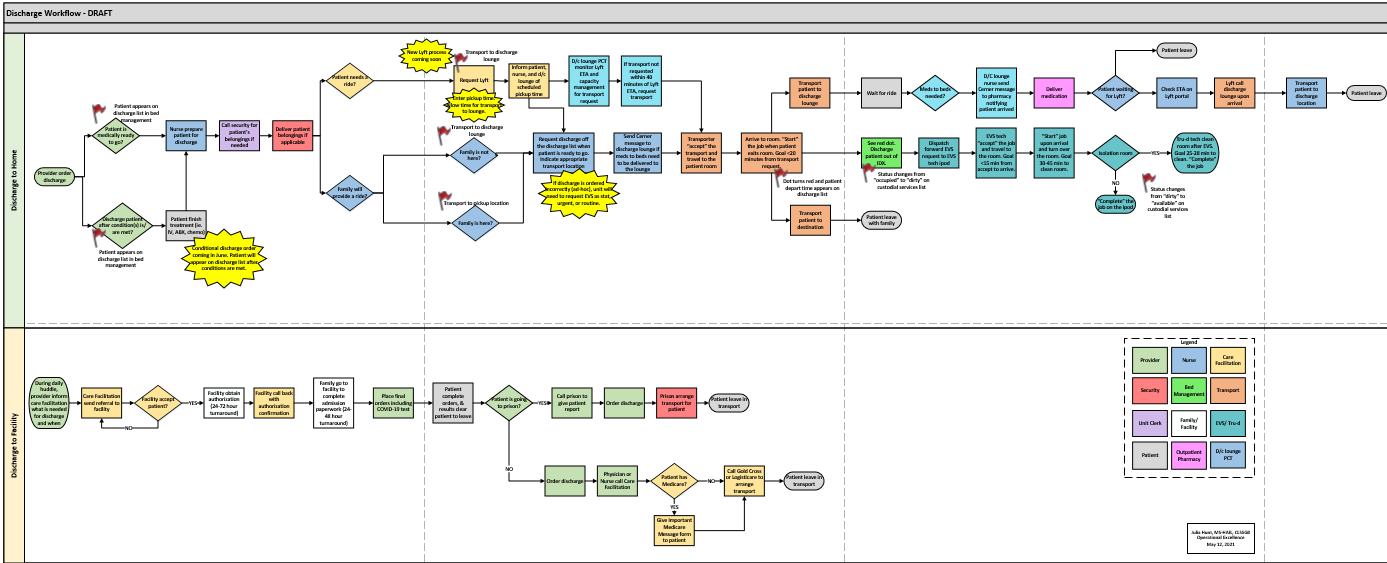 Discharge Workflow - DRAFT
Discharge to Home
Provider order
discharge
Patient appears on
discharge list in bed
management
Patient is
medically ready
to go?
Nurse prepare
patient for
discharge
Call security for
patient's
belongings if
needed
Deliver patient
belongings if
applicable
Discharge patient
after condition(s) is/
are met?
Patient appears on
discharge list in bed
management
Patient finish
treatment (ie.
IV, ABX, chemo)
Conditional discharge order
coming in June. Patient will
appear on discharge list after
conditions are met.
Patient needs a
ride?
Family will
provide a ride?
New Lyft process
coming soon
Transport to discharge
lounge
Request Lyft
Enter pickup time.
Allow time for transport
to lounge.
Inform patient,
nurse, and d/c
lounge of
scheduled
pickup time
D/c lounge PCT
monitor Lyft
ETA and
capacity
management
for transport
request
If transport not
requested
within 40
minutes of Lyft
ETA, request
transport
Transport to discharge
lounge
Family is not
here?
Transport to pickup location
Family is here?
Request discharge off
the discharge list when
patient is ready to go.
Indicate appropriate
transport location
If discharge is ordered
incorrectly (ad-hoc), unit will
need to request EVS as stat,
urgent, or routine.
Send Cerner
message to
discharge lounge if
meds to beds need
to be delivered to
the lounge
Transporter
"accept" the
transport and
travel to the
patient room
Arrive to room. "Start"
the job when patient
exits room. Goal <20
minutes from transport
request.
Dot turns red and patient
depart time appears on
discharge list
Transport
patient to
discharge
lounge
Transport
patient to
destination
Wait for ride
Meds to beds
needed?
D/C lounge
nurse send
Cerner message
to pharmacy
notifying
patient arrived
Deliver
medication
Patient waiting
for Lyft?
Patient leave
Check ETA on
Lyft portal
Lyft call
discharge
lounge upon
arrival
Transport
patient to
discharge
location
Patient leave
Patient leave
with family
See red dot.
Discharge
patient out of
IDX.
Status changes from
"occupied" to "dirty" on
custodial services list
Dispatch
forward EVS
request to EVS
tech ipod
EVS tech
"accept" the job
and travel to
the room. Goal
<15 min from
accept to arrive.
"Start" job
upon arrival
and turn over
the room. Goal
30-45 min to
clean room.
Isolation room
YES
Tru-d tech clean
room after EVS.
Goal 25-28 min to
clean. "Complete"
the job
NO
"Complete" the
job on the ipod
Status changes
from "dirty" to
"available" on
custodial services
list
Discharge to Facility
During daily
huddle,
provider inform
care facilitation
what is needed
for discharge
and when
Care Facilitation
send referral to
facility
Facility accept
patient?
NO
YES
Facility obtain
authorization
(24-72 hour
turnaround)
Facility call back
with
authorization
confirmation
Family go to
facility to
complete
admission
paperwork (24-
48 hour
turnaround)
Place final
orders including
COVID-19 test
Patient
complete
orders, &
results clear
patient to leave
Patient is going
to prison?
YES
Call prison to
give patient
report
Order discharge
Prison arrange
transport for
patient
Patient leave in
transport
NO
Order discharge
Physician or
Nurse call Care
Facilitation
Patient has
Medicare?
NO
YES
Give Important
Medicare
Message form
to patient
Call Gold Cross
or Logisticare to
arrange
transport
Patient leave in
transport
Legend
Provider
Nurse
Care
Facilitation
Security
Bed
Management
Transport
Unit Clerk
Family/
Facility
EVS/ Tru-d
Patient
Outpatient
Pharmacy
D/c lounge
PCT
Operational Excellence
May 12, 2021